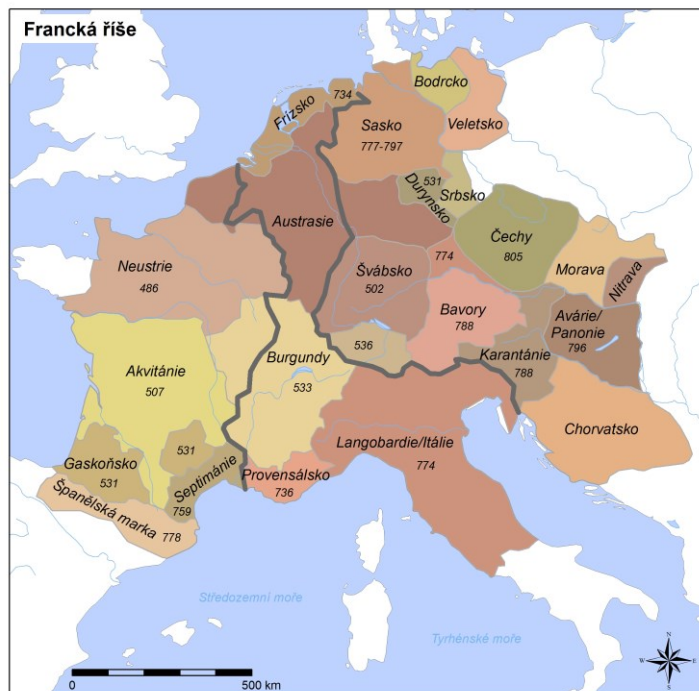 Francká říše
Bodrcko
734
Frízsko
Veletsko
Sasko
777-797
531
Durynsko
Srbsko
Austrasie
Čechy
805
Neustrie
486
774
Morava
Nitrava
Švábsko
502
Bavory
788
Avárie/
Panonie
796
536
Burgundy
533
Karantánie
788
Akvitánie
507
Chorvatsko
Langobardie/Itálie
774
531
Gaskoňsko
531
Septimánie
759
Provensálsko
736
Španělská marka
778
Středozemní moře
Tyrhénské moře
N
W
E
S
0
500 km